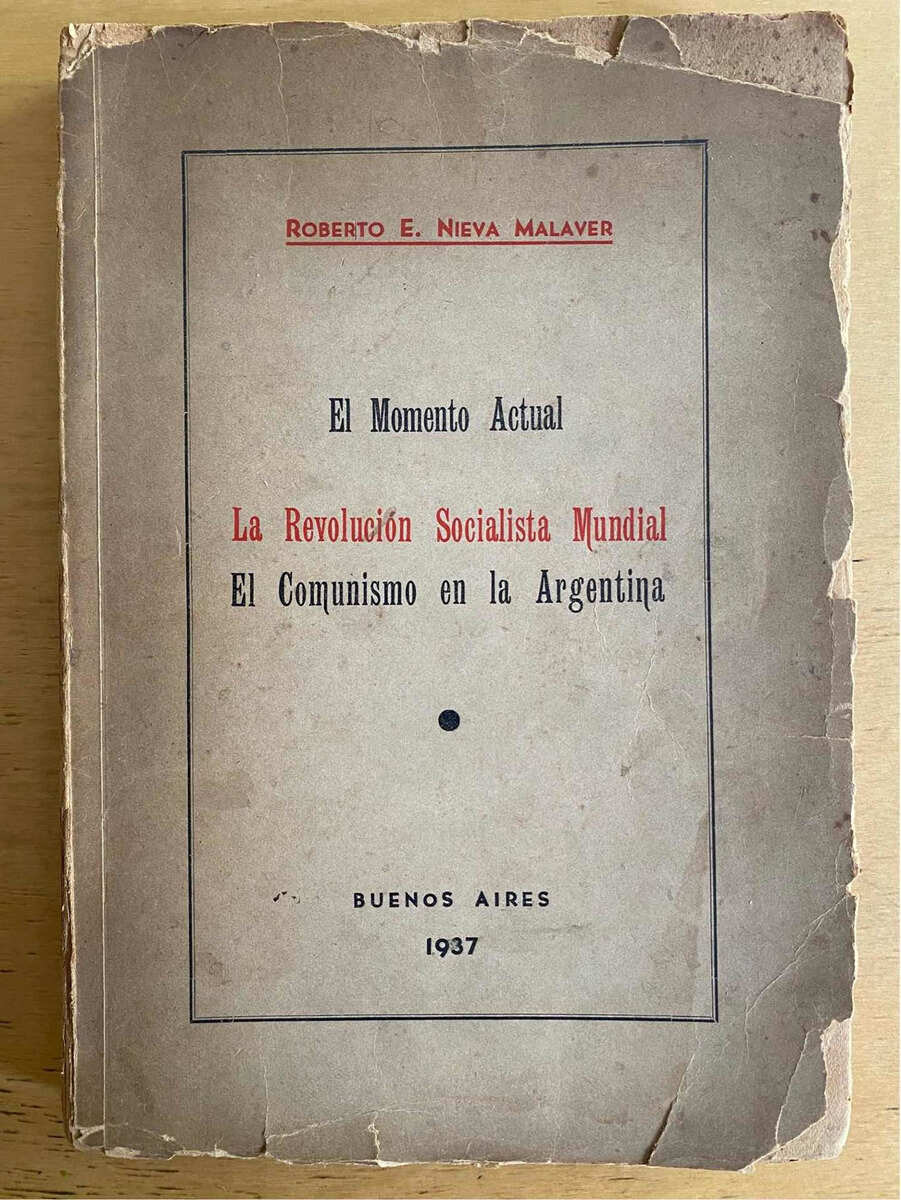 ROBERTO E. NIEVA MALAVER
El Momento Actual
La Revolución Socialista Mundial
El Comunismo en la Argentina
BUENOS AIRES
1937